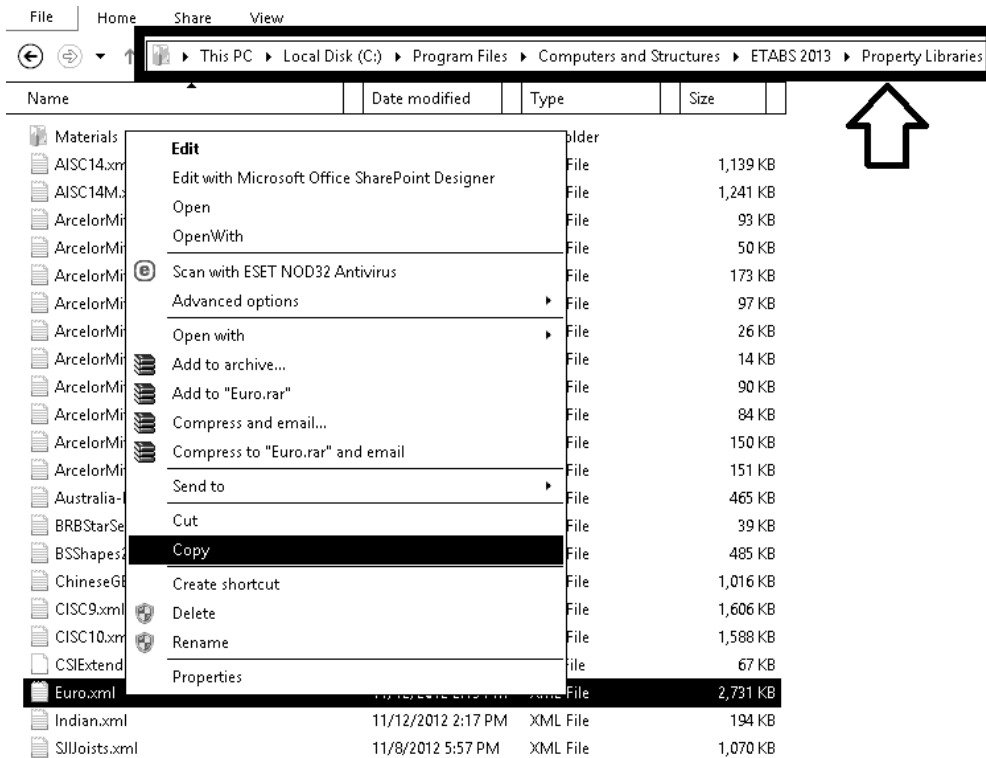 File Home Share View
This PC Local Disk (C:) Program Files Computers and Structures ETABS 2013 Property Libraries
Name Date modified Type Size
Materials
AISC14.xm File 1,139 KB
AISC14M. File 1,241 KB
ArcelorMi File 93 KB
ArcelorMi File 50 KB
ArcelorMi File 173 KB
ArcelorMi File 97 KB
ArcelorMi File 26 KB
ArcelorMi File 14 KB
ArcelorMi File 90 KB
ArcelorMi File 84 KB
ArcelorMi File 150 KB
ArcelorMi File 151 KB
Australia- File 465 KB
BRBStarSe File 39 KB
BSShapes2 File 485 KB
ChineseGB File 1,016 KB
CISC9.xml File 1,606 KB
CISC10.xm File 1,588 KB
CSIExtend File 67 KB
Euro.xml File 2,731 KB
Indian.xml 11/12/2012 2:17 PM XML File 194 KB
SJIJoists.xml 11/8/2012 5:57 PM XML File 1,070 KB
Edit
Edit with Microsoft Office SharePoint Designer
Open
OpenWith
Scan with ESET NOD32 Antivirus
Advanced options
Open with
Add to archive...
Add to "Euro.rar"
Compress and email...
Compress to "Euro.rar" and email
Send to
Cut
Copy
Create shortcut
Delete
Rename
Properties